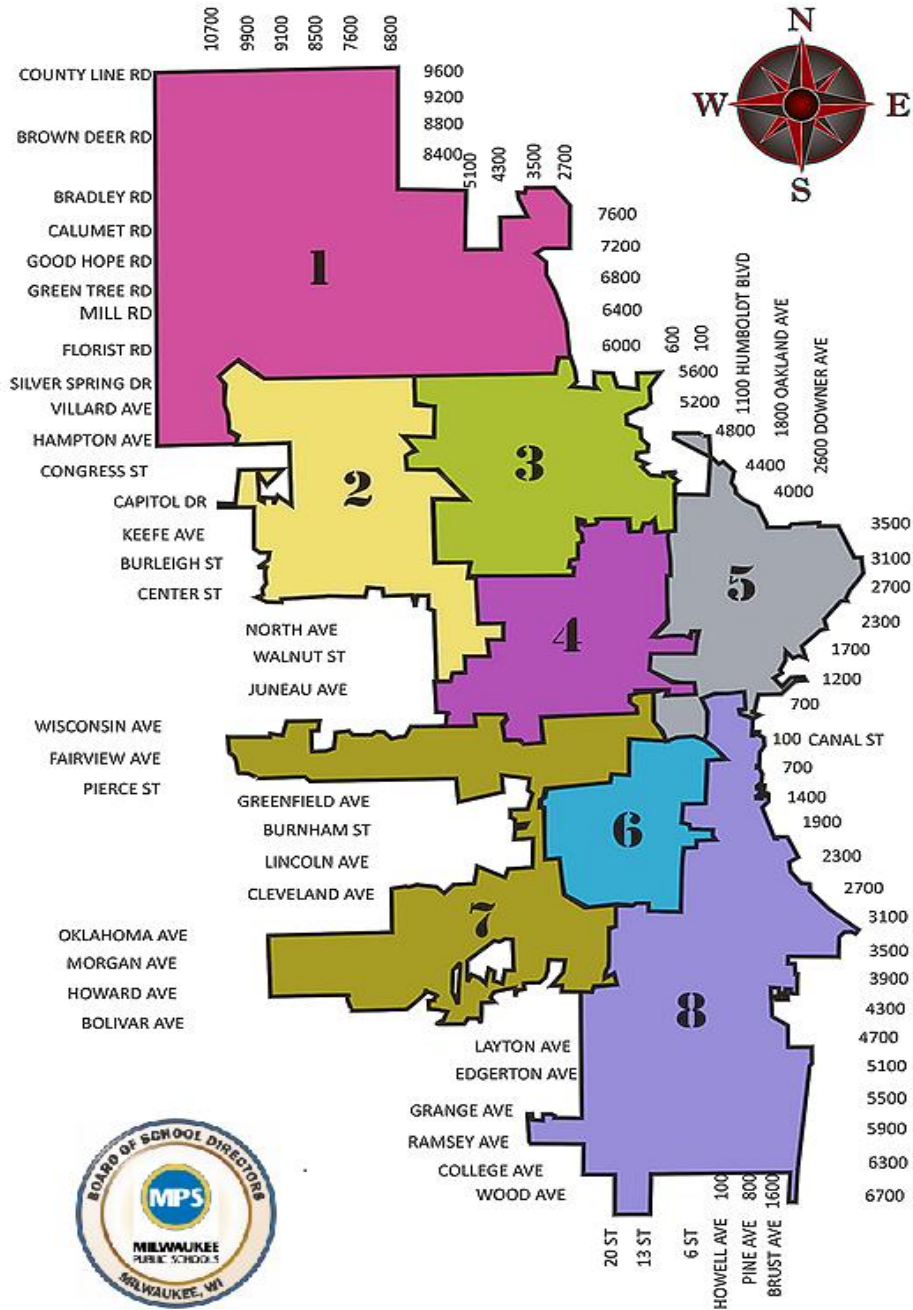 10700
9900
9100
8500
7600
6800
N
W
E
S
COUNTY LINE RD
9600
9200
BROWN DEER RD
8800
8400
5100
4300
3500
2700
BRADLEY RD
7600
CALUMET RD
7200
GOOD HOPE RD
1
6800
GREEN TREE RD
6400
MILL RD
600
100
1100 HUMBOLDT BLVD
1800 OAKLAND AVE
2600 DOWNER AVE
FLORIST RD
6000
SILVER SPRING DR
5600
VILLARD AVE
5200
HAMPTON AVE
4800
CONGRESS ST
2
3
4400
CAPITOL DR
4000
KEEFE AVE
3500
BURLEIGH ST
3100
CENTER ST
5
2700
NORTH AVE
4
2300
WALNUT ST
1700
JUNEAU AVE
1200
700
WISCONSIN AVE
100 CANAL ST
FAIRVIEW AVE
700
PIERCE ST
1400
GREENFIELD AVE
1900
BURNHAM ST
6
LINCOLN AVE
2300
CLEVELAND AVE
2700
7
3100
OKLAHOMA AVE
3500
MORGAN AVE
3900
HOWARD AVE
8
4300
BOLIVAR AVE
4700
LAYTON AVE
5100
EDGERTON AVE
5500
GRANGE AVE
5900
RAMSEY AVE
6300
COLLEGE AVE
WOOD AVE
6700
20 ST
13 ST
6 ST
HOWELL AVE 100
PINE AVE 800
BRUST AVE 1600
BOARD OF SCHOOL DIRECTORS
MPS
MILWAUKEE
PUBLIC SCHOOLS
MILWAUKEE, WI